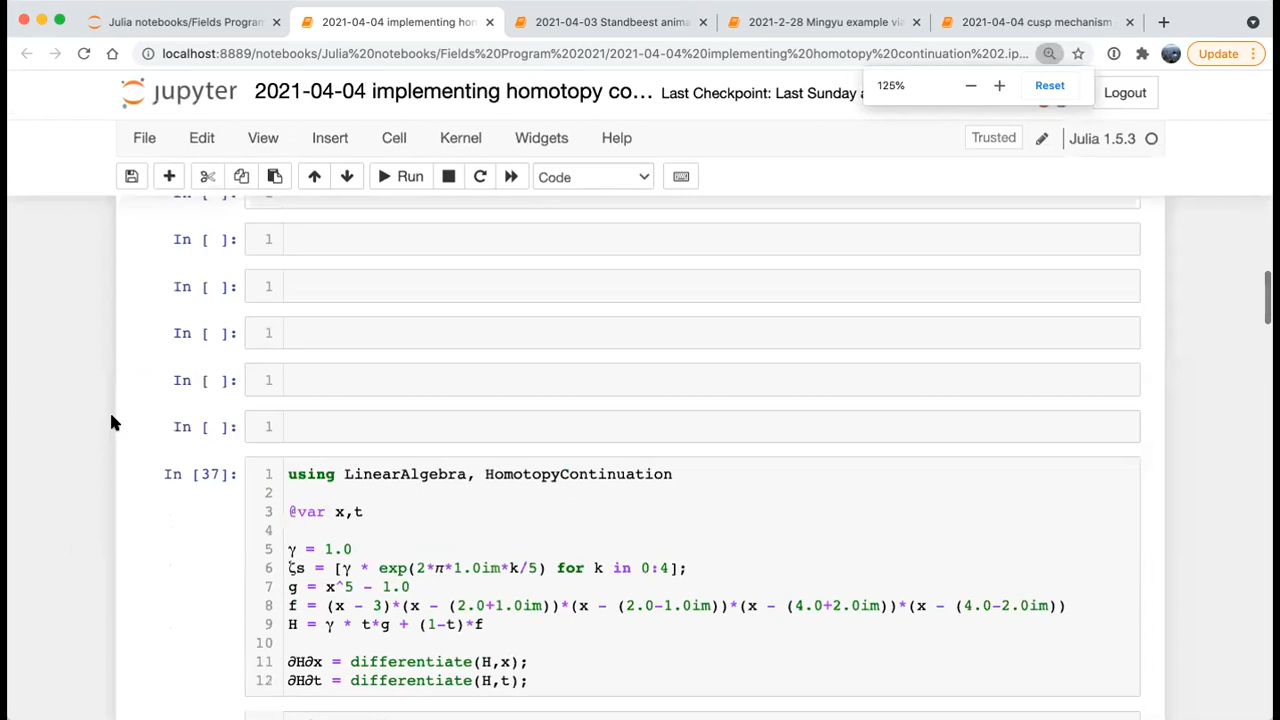 Julia notebooks/Fields Program
2021-04-04 implementing hom
2021-04-03 Standbeest anima
2021-2-28 Mingyu example via
2021-04-04 cusp mechanism
localhost:8889/notebooks/Julia%20notebooks/Fields%20Program%202021/2021-04-04%20implementing%20homotopy%20continuation%202.ip...
Update
125%
Reset
jupyter 2021-04-04 implementing homotopy co... Last Checkpoint: Last Sunday a
Logout
File Edit View Insert Cell Kernel Widgets Help
Trusted
Julia 1.5.3
Run
Code
In [ ]: 1
In [ ]: 1
In [ ]: 1
In [ ]: 1
In [ ]: 1
In [37]: 1 using LinearAlgebra, HomotopyContinuation
2
3 @var x,t
4
5 γ = 1.0
6 ζs = [γ * exp(2*π*1.0im*k/5) for k in 0:4];
7 g = x^5 - 1.0
8 f = (x - 3)*(x - (2.0+1.0im))*(x - (2.0-1.0im))*(x - (4.0+2.0im))*(x - (4.0-2.0im))
9 H = γ * t*g + (1-t)*f
10
11 ∂H∂x = differentiate(H,x);
12 ∂H∂t = differentiate(H,t);